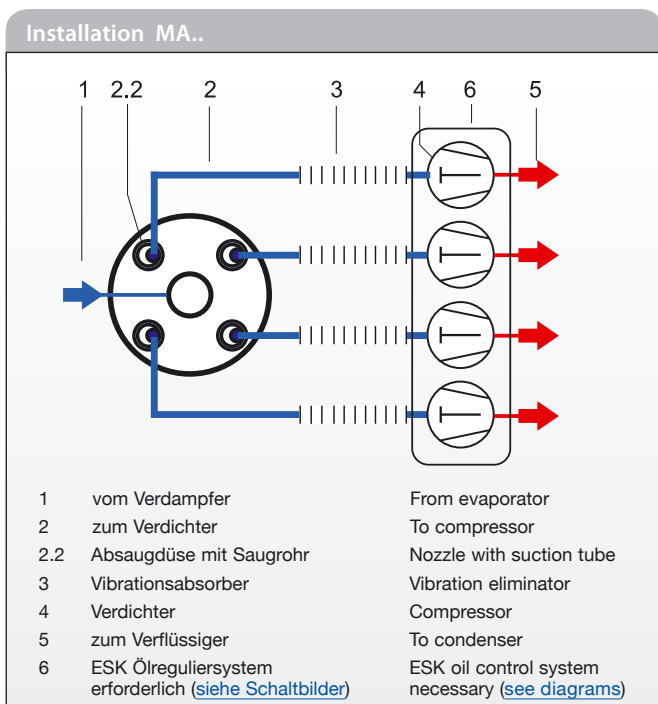 Installation MA..
1 2.2 2 3 4 6 5
1 vom Verdampfer From evaporator
2 zum Verdichter To compressor
2.2 Absaugdüse mit Saugrohr Nozzle with suction tube
3 Vibrationsabsorber Vibration eliminator
4 Verdichter Compressor
5 zum Verflüssiger To condenser
6 ESK Ölreguliersystem ESK oil control system
erforderlich (siehe Schaltbilder) necessary (see diagrams)